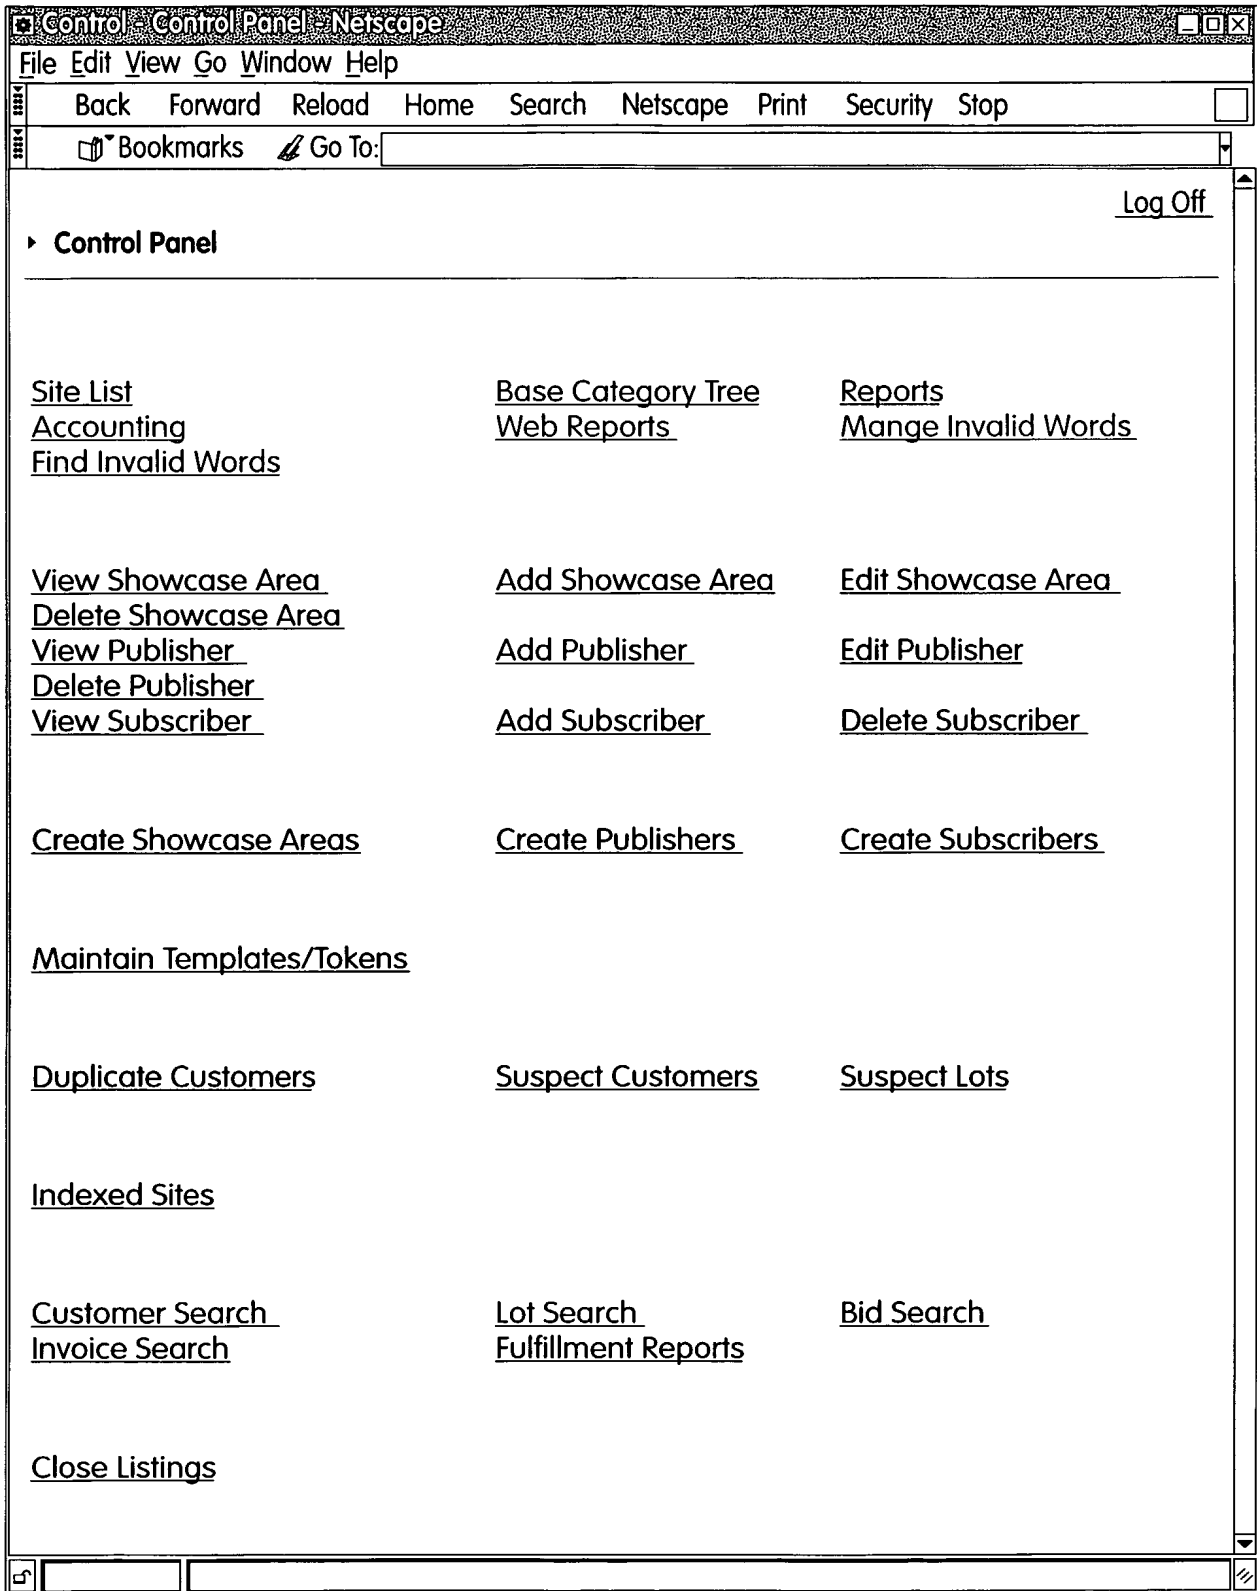 Control - Control Panel - Netscape
File Edit View Go Window Help
Back Forward Reload Home Search Netscape Print Security Stop
Bookmarks Go To:
Log Off
Control Panel
Site List Base Category Tree Reports
Accounting Web Reports Mange Invalid Words
Find Invalid Words
View Showcase Area Add Showcase Area Edit Showcase Area
Delete Showcase Area
View Publisher Add Publisher Edit Publisher
Delete Publisher
View Subscriber Add Subscriber Delete Subscriber
Create Showcase Areas Create Publishers Create Subscribers
Maintain Templates/Tokens
Duplicate Customers Suspect Customers Suspect Lots
Indexed Sites
Customer Search Lot Search Bid Search
Invoice Search Fulfillment Reports
Close Listings